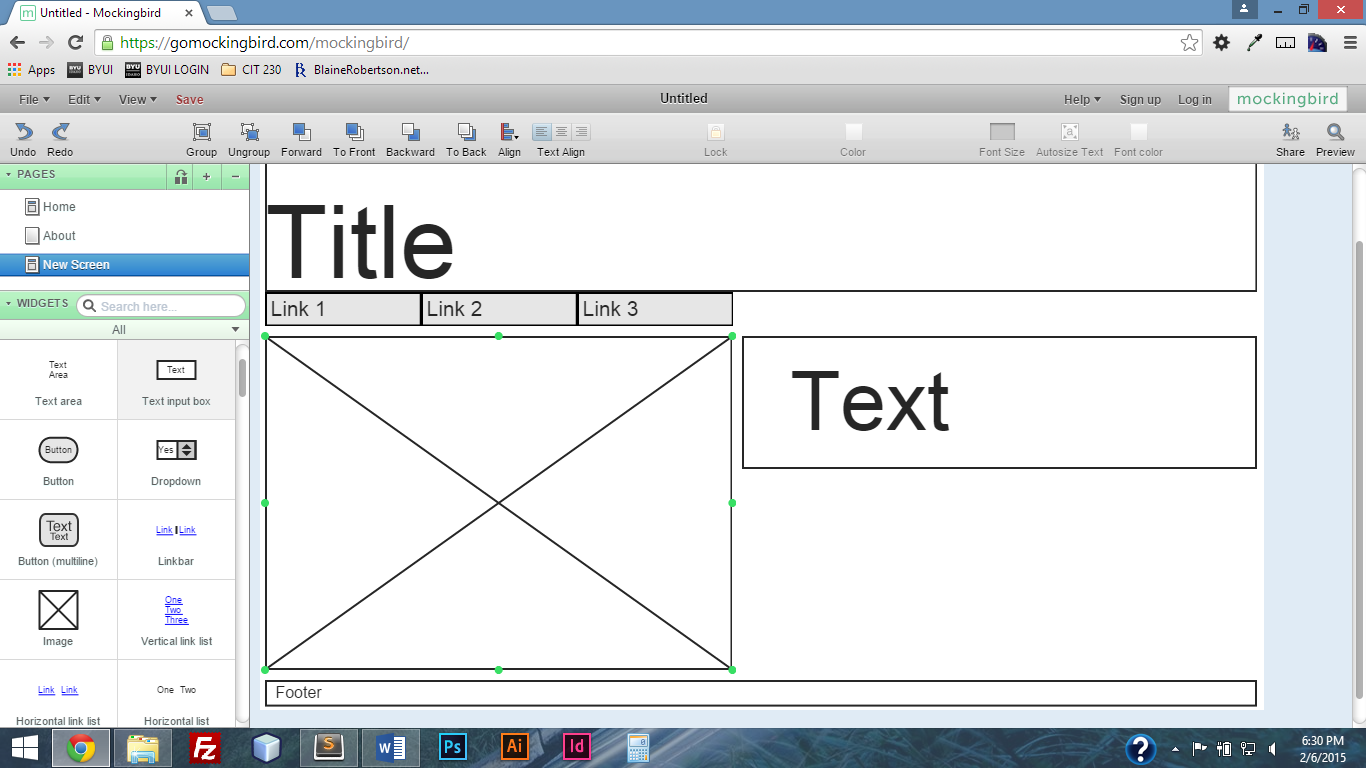 m Untitled - Mockingbird
https://gomockingbird.com/mockingbird/
Apps BYUI BYUI LOGIN CIT 230 R BlaineRobertson.net...
File Edit View Save Untitled Help Sign up Log in mockingbird
Undo Redo Group Ungroup Forward To Front Backward To Back Align Text Align Lock Color Font Size Autosize Text Font color Share Preview
PAGES
Home
About
New Screen
WIDGETS Search here...
All
Text
Area
Text area
Text
Text input box
Button
Button
Yes
Dropdown
Text
Text
Button (multiline)
Link Link
Linkbar
Image
One
Two
Three
Vertical link list
Link Link
Horizontal link list
One Two
Horizontal list
Title
Link 1 Link 2 Link 3
Text
Footer
Fz S W Ps Ai Id ?
6:30 PM
2/6/2015